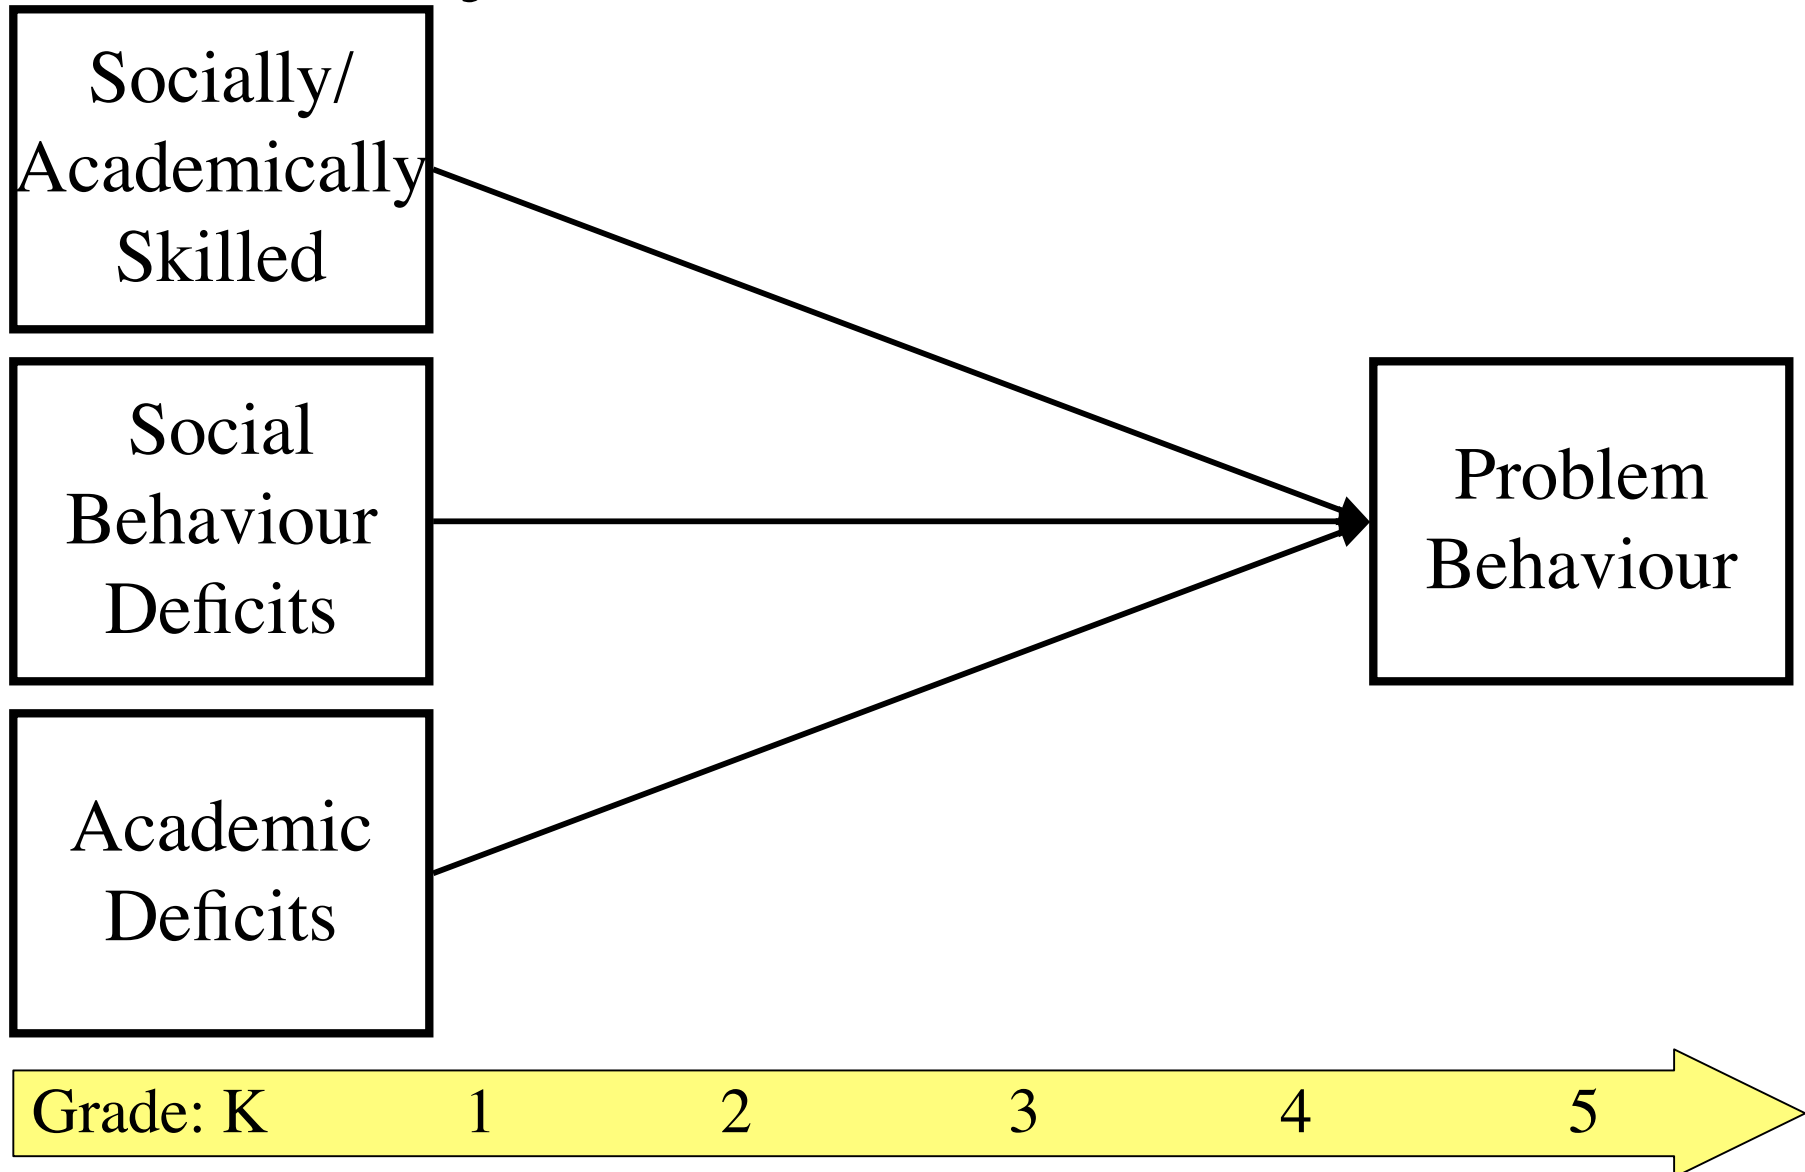 Socially/
Academically
Skilled
Social
Behaviour
Deficits
Problem
Behaviour
Academic
Deficits
Grade: K 1 2 3 4 5